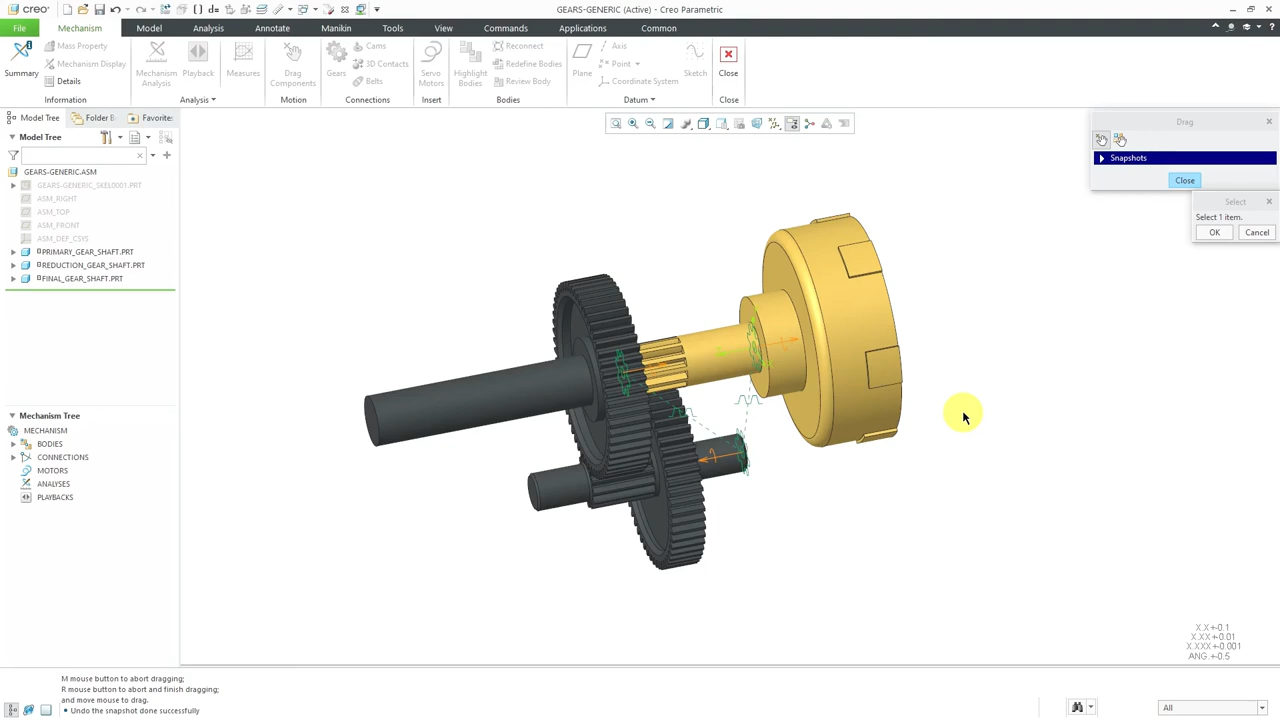 creo
GEARS-GENERIC (Active) - Creo Parametric
File
Mechanism
Model
Analysis
Annotate
Manikin
Tools
View
Applications
Commands
Common
Summary
Mass Property
Mechanism Display
Details
Information
Mechanism
Analysis
Playback
Analysis
Measures
Drag
Components
Motion
Gears
Cams
3D Contacts
Belts
Connections
Servo
Motors
Insert
Highlight
Bodies
Reconnect
Redefine Bodies
Review Body
Bodies
Plane
Axis
Point
Coordinate System
Sketch
Datum
Close
Close
Model Tree
Folder B
Favorite:
Model Tree
GEARS-GENERIC.ASM
GEARS-GENERIC_SKEL0001.PRT
ASM_RIGHT
ASM_TOP
ASM_FRONT
ASM_DEF_CSYS
PRIMARY_GEAR_SHAFT.PRT
REDUCTION_GEAR_SHAFT.PRT
FINAL_GEAR_SHAFT.PRT
Mechanism Tree
MECHANISM
BODIES
CONNECTIONS
MOTORS
ANALYSES
PLAYBACKS
Drag
Snapshots
Close
Select
Select 1 item.
OK
Cancel
X.X+-0.1
X.XX+-0.01
X.XXX+-0.001
ANG.+-0.5
M mouse button to abort dragging;
R mouse button to abort and finish dragging;
and move mouse to drag.
• Undo the snapshot done successfully
All